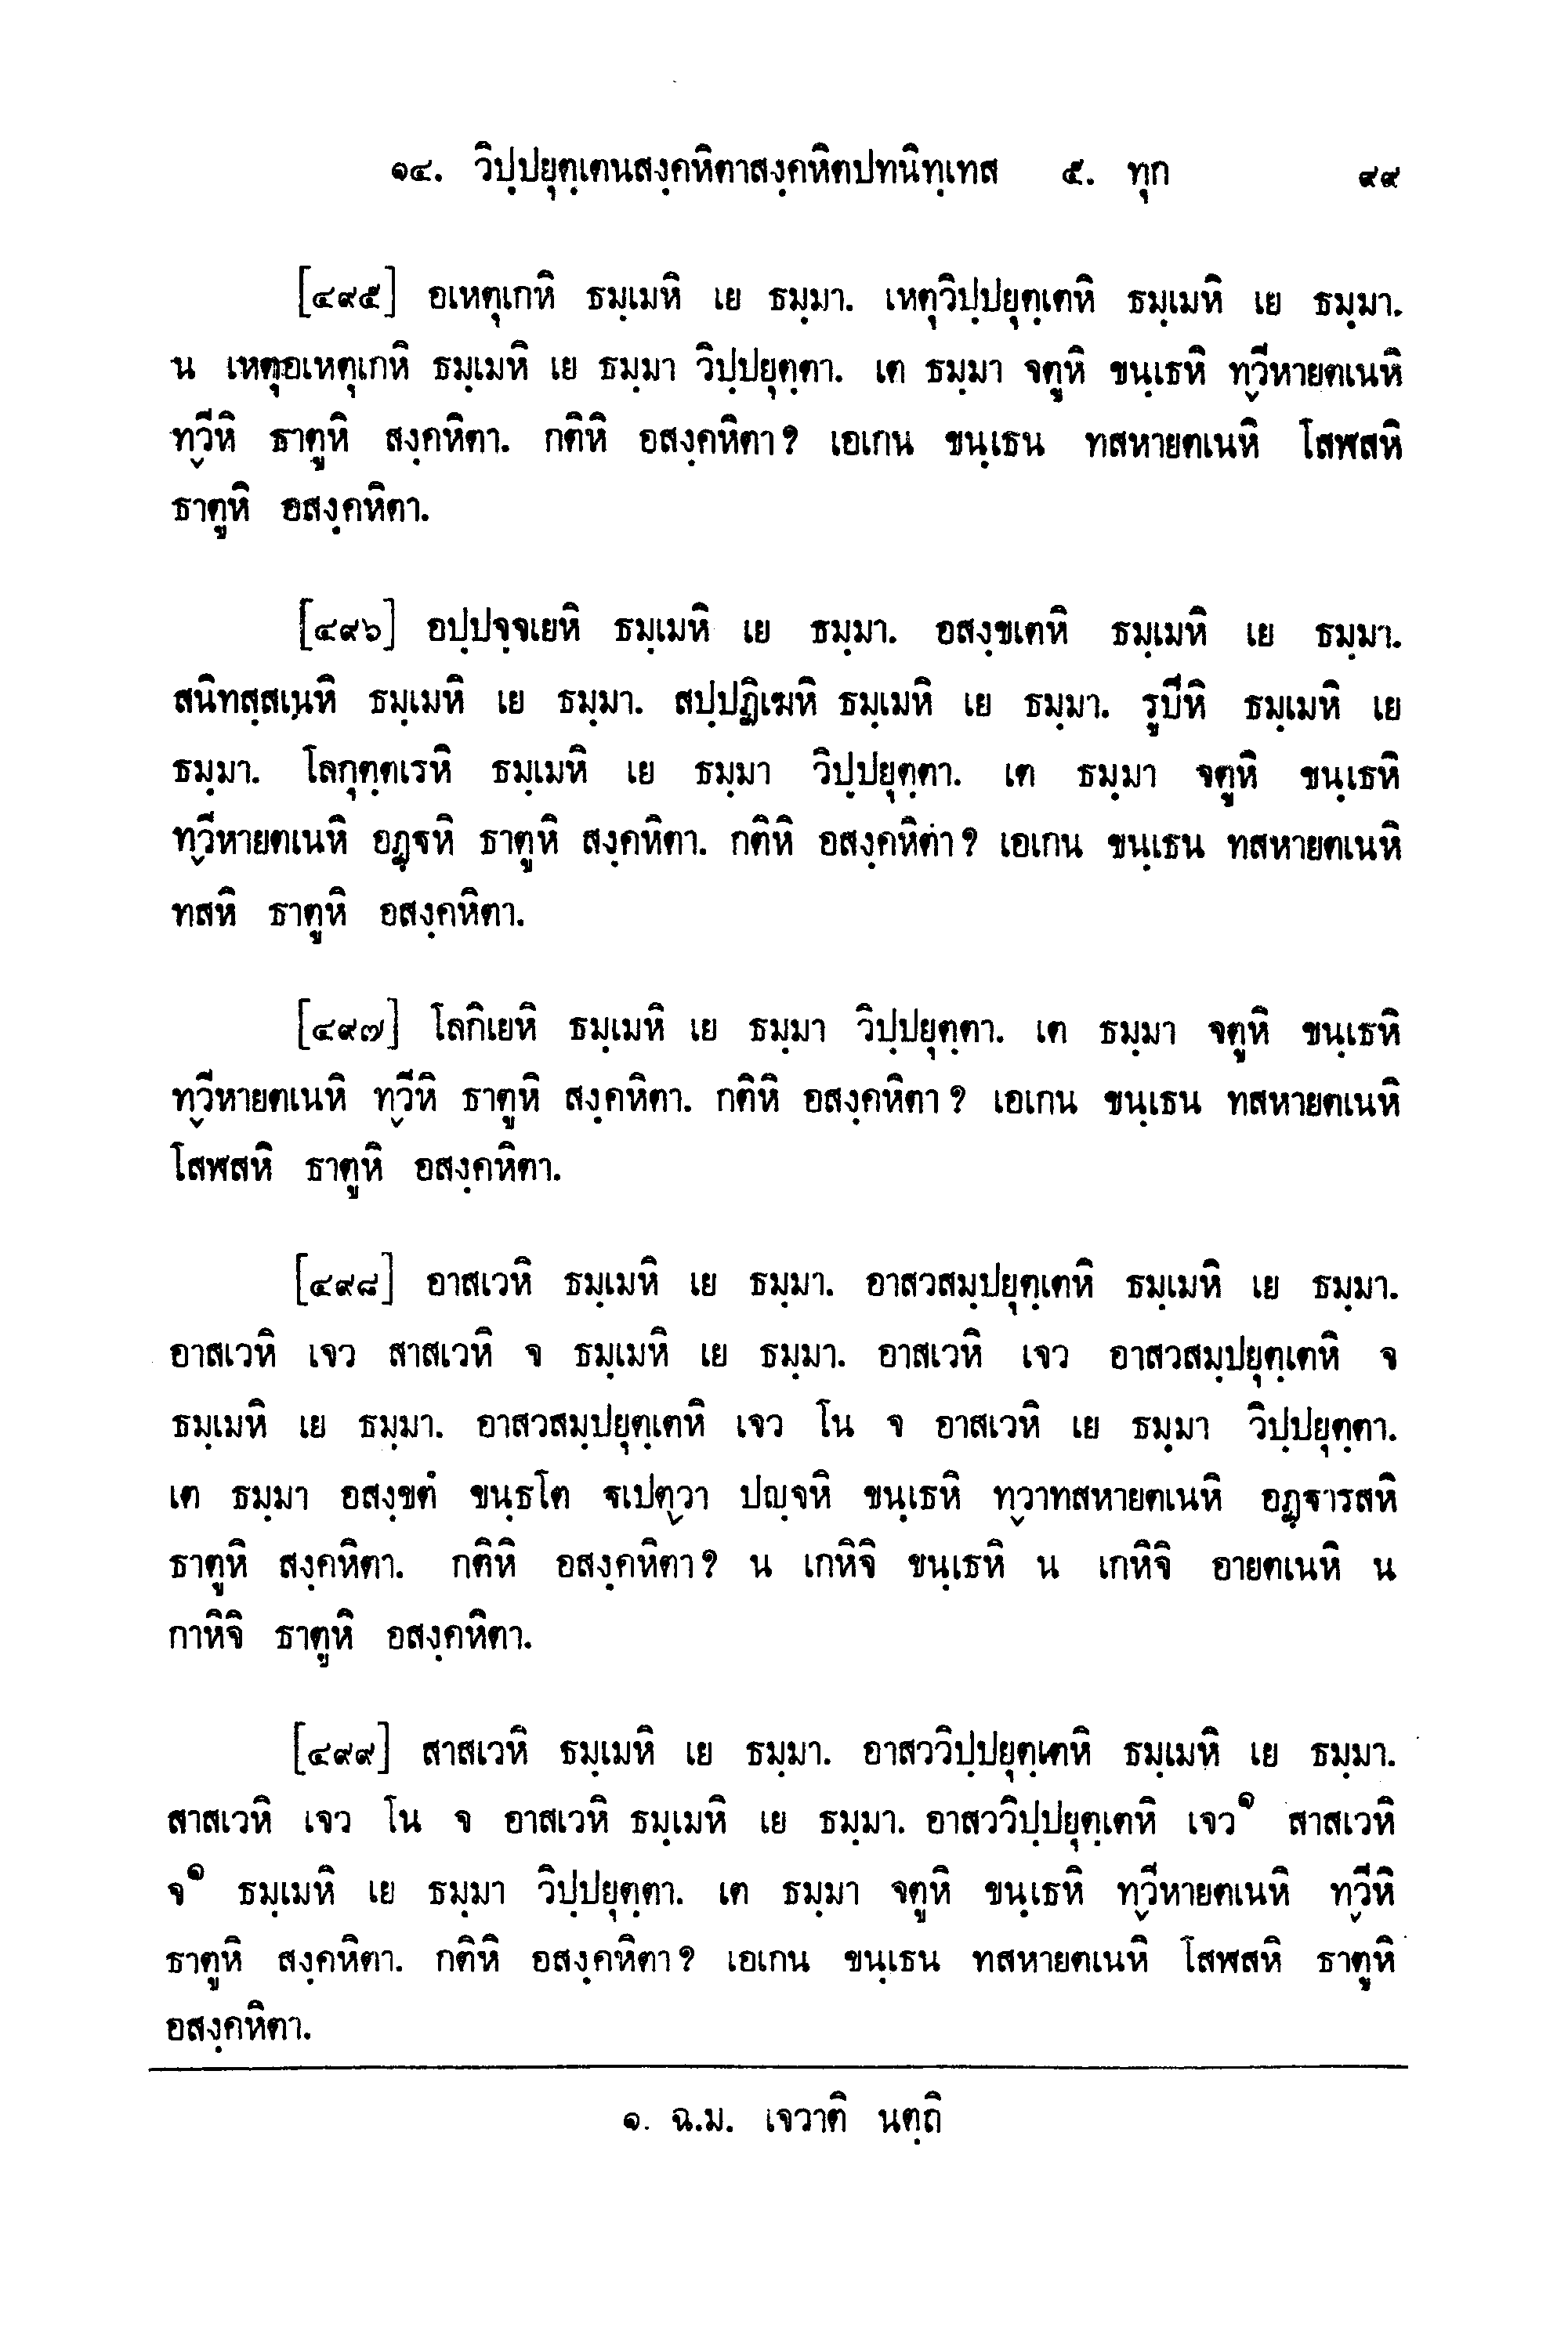 ๑๔. วิปฺปยุตฺเตนสงฺคหิตาสงฺคหิตปทนิทฺเทส ๕. ทุก ๙๙
[๔๙๕] อเหตุเกหิ ธมฺเมหิ เย ธมฺมา. เหตุวิปฺปยุตฺเตหิ ธมฺเมหิ เย ธมฺมา.
น เหตุอเหตุเกหิ ธมฺเมหิ เย ธมฺมา วิปฺปยุตฺตา. เต ธมฺมา จตูหิ ขนฺเธหิ ทฺวีหายตเนหิ
ทฺวีหิ ธาตูหิ สงฺคหิตา. กติหิ อสงฺคหิตา? เอเกน ขนฺเธน ทสหายตเนหิ โสฬสหิ
ธาตูหิ อสงฺคหิตา.
[๔๙๖] อปฺปจฺจเยหิ ธมฺเมหิ เย ธมฺมา. อสงฺขเตหิ ธมฺเมหิ เย ธมฺมา.
สนิทสฺสเนหิ ธมฺเมหิ เย ธมฺมา. สปฺปฏิเฆหิ ธมฺเมหิ เย ธมฺมา. รูปีหิ ธมฺเมหิ เย
ธมฺมา. โลกุตฺตเรหิ ธมฺเมหิ เย ธมฺมา วิปฺปยุตฺตา. เต ธมฺมา จตูหิ ขนฺเธหิ
ทฺวีหายตเนหิ อฏฺฐหิ ธาตูหิ สงฺคหิตา. กติหิ อสงฺคหิตา? เอเกน ขนฺเธน ทสหายตเนหิ
ทสหิ ธาตูหิ อสงฺคหิตา.
[๔๙๗] โลกิเยหิ ธมฺเมหิ เย ธมฺมา วิปฺปยุตฺตา. เต ธมฺมา จตูหิ ขนฺเธหิ
ทฺวีหายตเนหิ ทฺวีหิ ธาตูหิ สงฺคหิตา. กติหิ อสงฺคหิตา? เอเกน ขนฺเธน ทสหายตเนหิ
โสฬสหิ ธาตูหิ อสงฺคหิตา.
[๔๙๘] อาสเวหิ ธมฺเมหิ เย ธมฺมา. อาสวสมฺปยุตฺเตหิ ธมฺเมหิ เย ธมฺมา.
อาสเวหิ เจว สาสเวหิ จ ธมฺเมหิ เย ธมฺมา. อาสเวหิ เจว อาสวสมฺปยุตฺเตหิ จ
ธมฺเมหิ เย ธมฺมา. อาสวสมฺปยุตฺเตหิ เจว โน จ อาสเวหิ เย ธมฺมา วิปฺปยุตฺตา.
เต ธมฺมา อสงฺขตํ ขนฺธโต ฐเปตฺวา ปญฺจหิ ขนฺเธหิ ทฺวาทสหายตเนหิ อฏฺฐารสหิ
ธาตูหิ สงฺคหิตา. กติหิ อสงฺคหิตา? น เกหิจิ ขนฺเธหิ น เกหิจิ อายตเนหิ น
กาหิจิ ธาตูหิ อสงฺคหิตา.
[๔๙๙] สาสเวหิ ธมฺเมหิ เย ธมฺมา. อาสววิปฺปยุตฺเตหิ ธมฺเมหิ เย ธมฺมา.
สาสเวหิ เจว โน จ อาสเวหิ ธมฺเมหิ เย ธมฺมา. อาสววิปฺปยุตฺเตหิ เจว๑ สาสเวหิ
จ๑ ธมฺเมหิ เย ธมฺมา วิปฺปยุตฺตา. เต ธมฺมา จตูหิ ขนฺเธหิ ทฺวีหายตเนหิ ทฺวีหิ
ธาตูหิ สงฺคหิตา. กติหิ อสงฺคหิตา? เอเกน ขนฺเธน ทสหายตเนหิ โสฬสหิ ธาตูหิ
อสงฺคหิตา.
๑. ฉ.ม. เจวาติ นตฺถิ